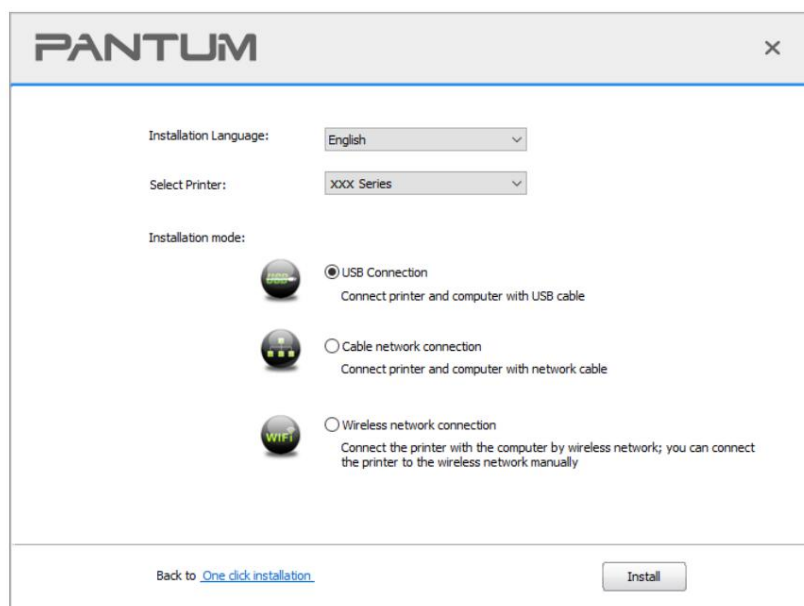 PANTUM
Installation Language:
English
Select Printer:
XXX Series
Installation mode:
USB
USB Connection
Connect printer and computer with USB cable
Cable network connection
Connect printer and computer with network cable
WiFi
Wireless network connection
Connect the printer with the computer by wireless network; you can connect
the printer to the wireless network manually
Back to One click installation
Install